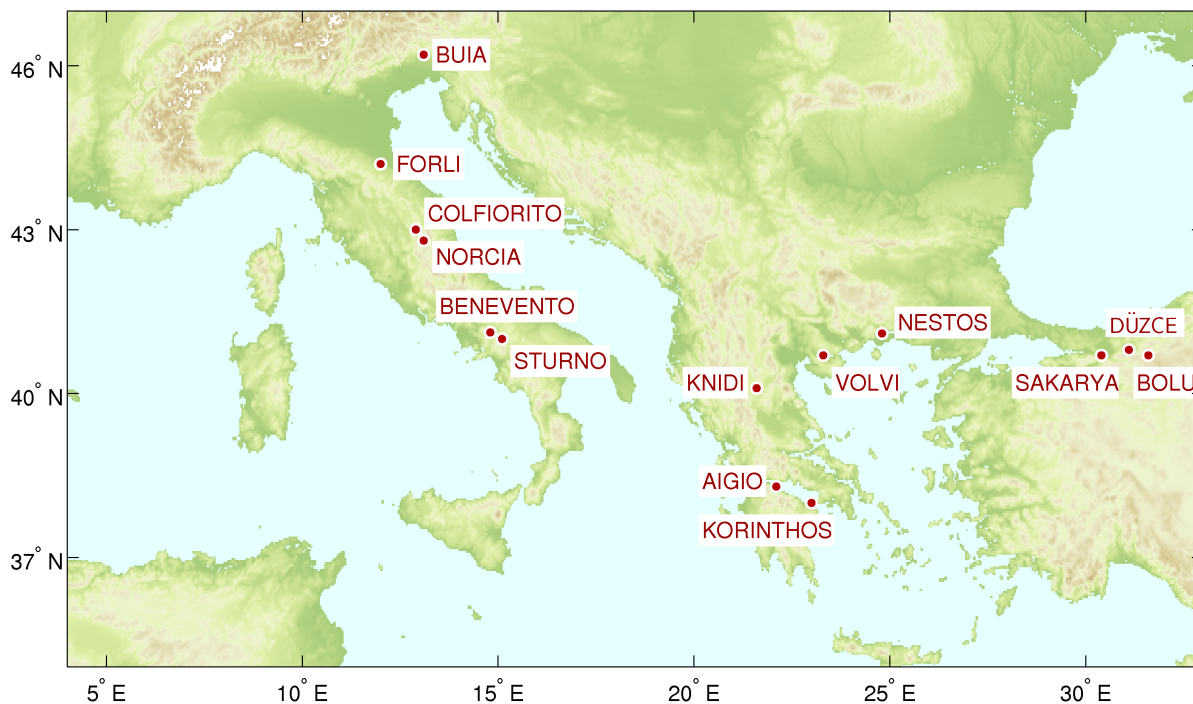 46° N
BUIA
FORLI
COLFIORITO
43° N
NORCIA
BENEVENTO
NESTOS
DÜZCE
STURNO
KNIDI
VOLVI
SAKARYA
BOLU
40° N
AIGIO
KORINTHOS
37° N
5° E
10° E
15° E
20° E
25° E
30° E